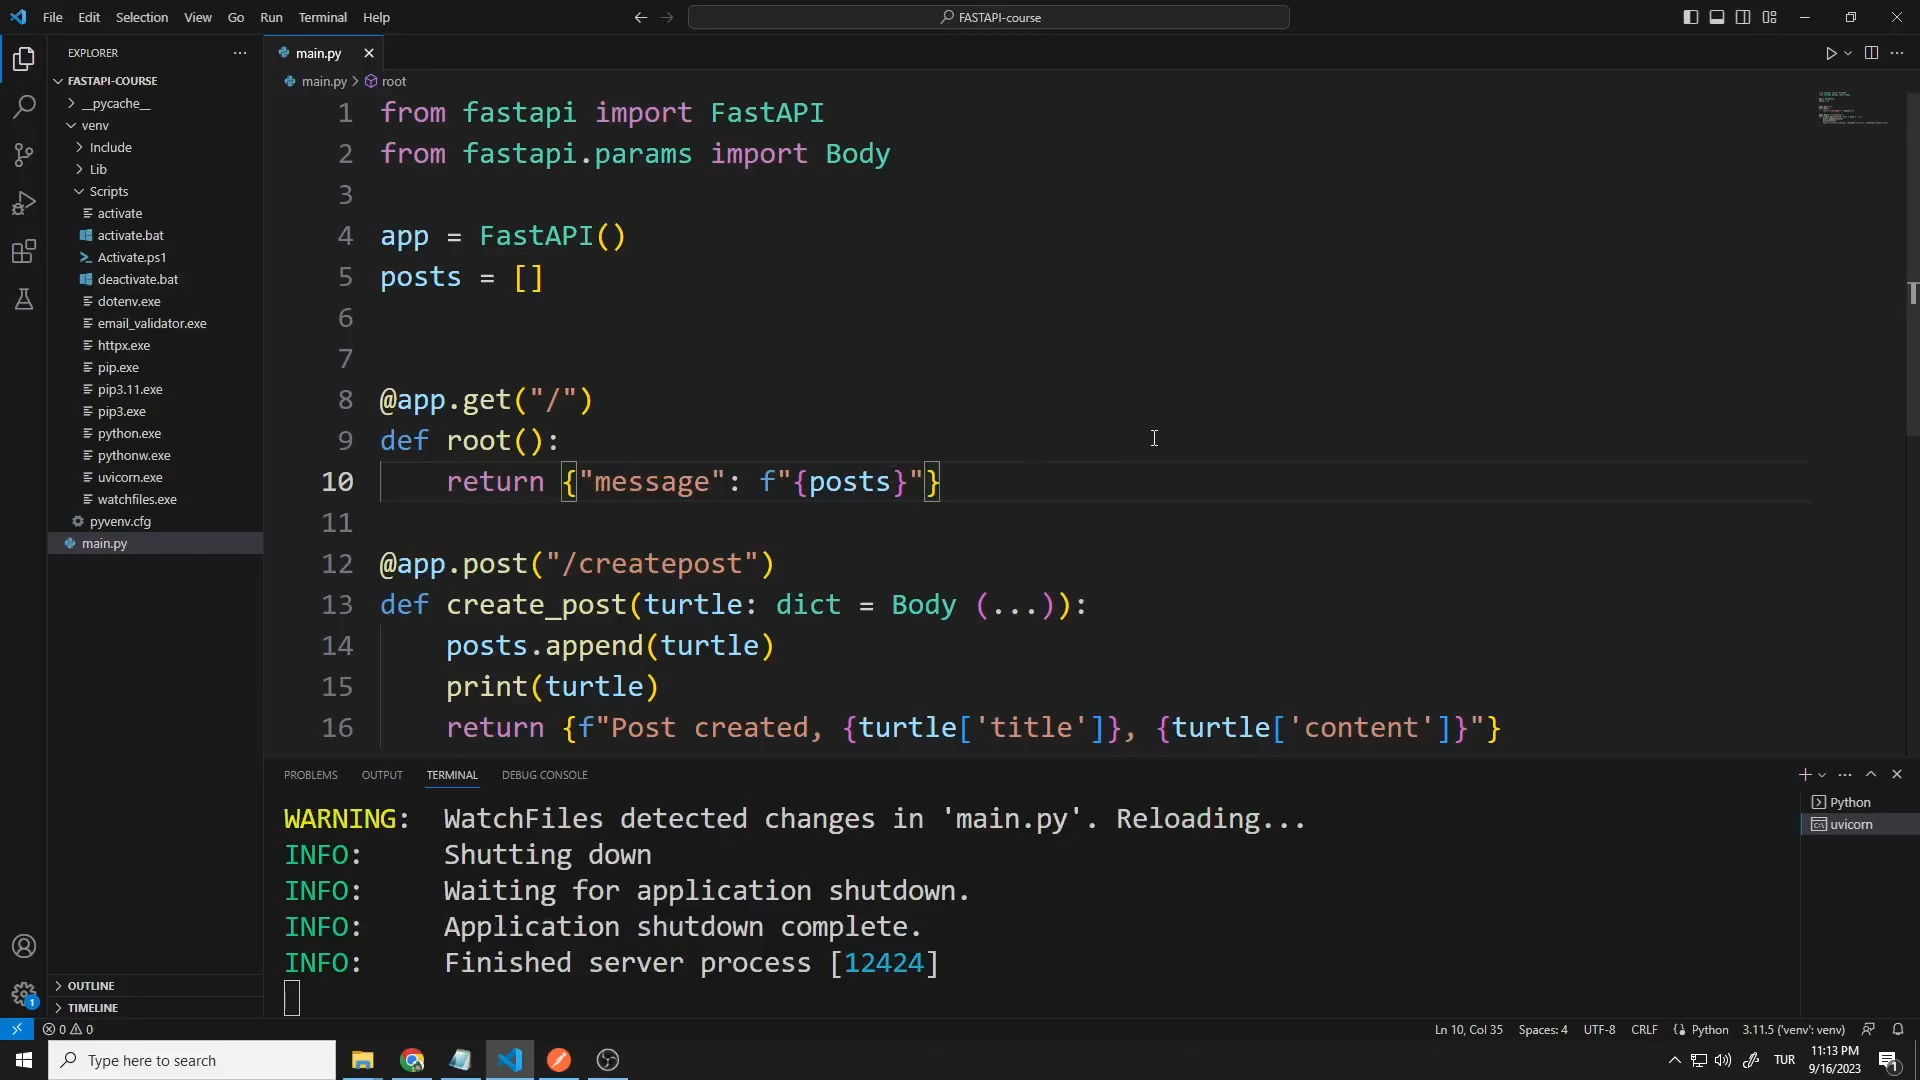 File Edit Selection View Go Run Terminal Help
FASTAPI-course
EXPLORER
FASTAPI-COURSE
__pycache__
venv
Include
Lib
Scripts
activate
activate.bat
Activate.ps1
deactivate.bat
dotenv.exe
email_validator.exe
httpx.exe
pip.exe
pip3.11.exe
pip3.exe
python.exe
pythonw.exe
uvicorn.exe
watchfiles.exe
pyvenv.cfg
main.py
OUTLINE
TIMELINE
main.py
main.py > root
1 from fastapi import FastAPI
2 from fastapi.params import Body
3
4 app = FastAPI()
5 posts = []
6
7
8 @app.get("/")
9 def root():
10 return {"message": f"{posts}"}
11
12 @app.post("/createpost")
13 def create_post(turtle: dict = Body (...)):
14 posts.append(turtle)
15 print(turtle)
16 return {f"Post created, {turtle['title']}, {turtle['content']}"}
PROBLEMS OUTPUT TERMINAL DEBUG CONSOLE
WARNING: WatchFiles detected changes in 'main.py'. Reloading...
INFO: Shutting down
INFO: Waiting for application shutdown.
INFO: Application shutdown complete.
INFO: Finished server process [12424]
Python
uvicorn
1
0 0
Ln 10, Col 35 Spaces: 4 UTF-8 CRLF Python 3.11.5 ('venv': venv)
Type here to search
TUR
11:13 PM
9/16/2023
1